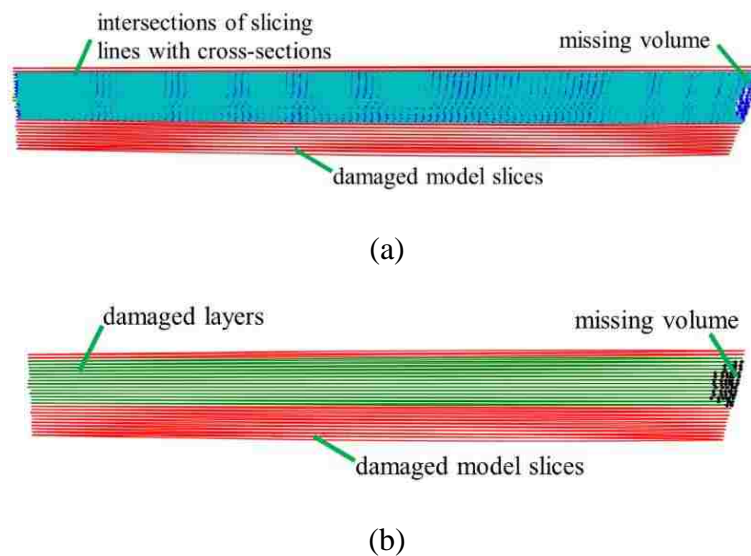 intersections of slicing
lines with cross-sections
missing volume
damaged model slices
(a)
damaged layers
missing volume
damaged model slices
(b)